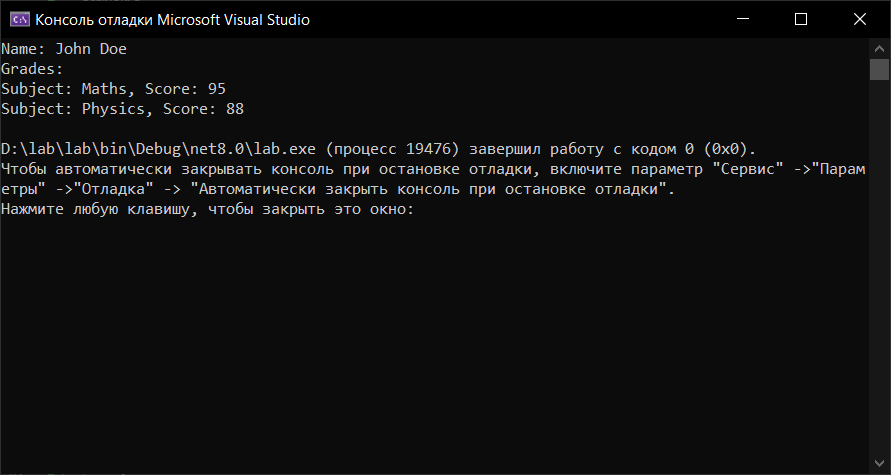 Консоль отладки Microsoft Visual Studio
Name: John Doe
Grades:
Subject: Maths, Score: 95
Subject: Physics, Score: 88
D:\lab\lab\bin\Debug\net8.0\lab.exe (процесс 19476) завершил работу с кодом 0 (0x0).
Чтобы автоматически закрывать консоль при остановке отладки, включите параметр "Сервис" ->"Парам
етры" ->"Отладка" -> "Автоматически закрыть консоль при остановке отладки".
Нажмите любую клавишу, чтобы закрыть это окно: